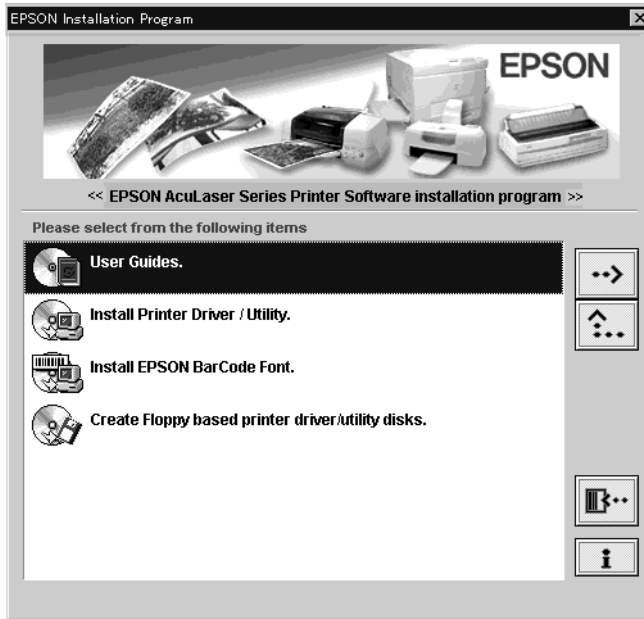 EPSON Installation Program
EPSON
<< EPSON AcuLaser Series Printer Software installation program >>
Please select from the following items
User Guides.
Install Printer Driver / Utility.
Install EPSON BarCode Font.
Create Floppy based printer driver/utility disks.